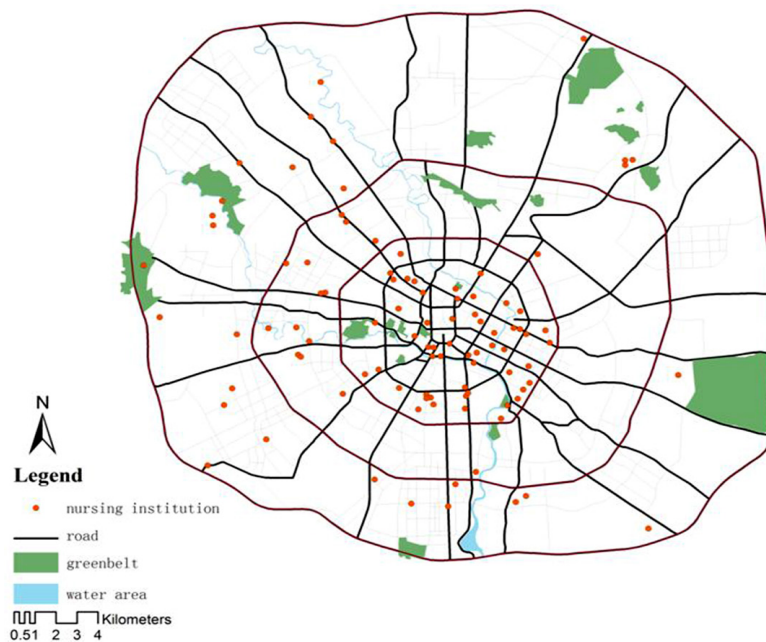 N
Legend
nursing institution
road
greenbelt
water area
Kilometers
0.51 2 3 4